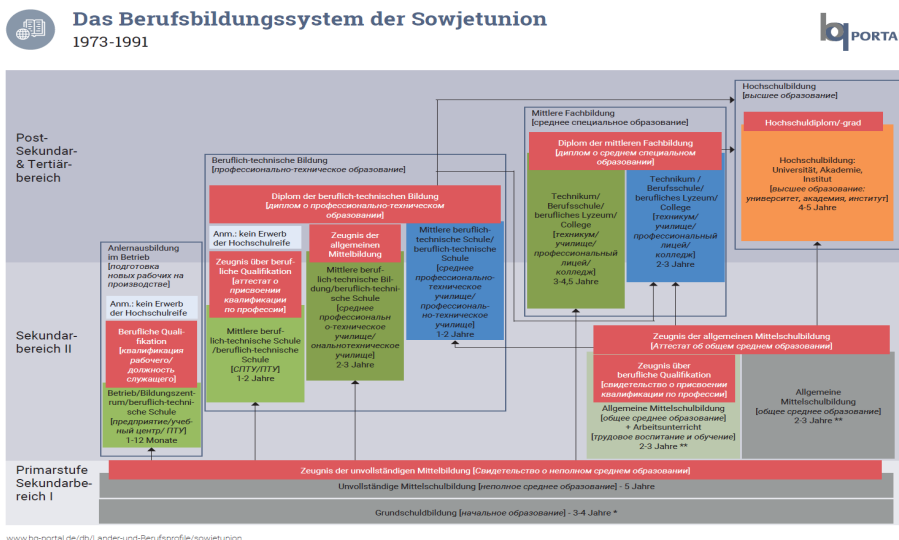 Das Berufsbildungssystem der Sowjetunion
1973-1991
bq PORTA
Post-
Sekundar-
& Tertiär-
bereich
Hochschulbildung
[высшее образование]
Hochschuldiplom/-grad
Hochschulbildung:
Universität, Akademie,
Institut
[высшее образование:
университет, академия, институт]
4-5 Jahre
Mittlere Fachbildung
[среднее специальное образование]
Diplom der mittleren Fachbildung
[диплом о среднем специальном
образовании]
Technikum/
Berufsschule/
berufliches Lyzeum/
College
[техникум/
училище/
профессиональный
лицей/
колледж]
3-4,5 Jahre
Technikum /
Berufsschule/
berufliches Lyzeum/
College
[техникум/
училище/
профессиональный
лицей/
колледж]
2-3 Jahre
Beruflich-technische Bildung
[профессионально-техническое образование]
Diplom der beruflich-technischen Bildung
[диплом о профессионально-техническом
образовании]
Anm.: kein Erwerb
der Hochschulreife
Zeugnis über beruf-
liche Qualifikation
[аттестат о
присвоении
квалификации
по профессии]
Mittlere beruf-
lich-technische Schule
/beruflich-technische
Schule
[СПТУ/ПТУ]
1-2 Jahre
Zeugnis der
allgemeinen
Mittelbildung
Mittlere beruf-
lich-technische Bil-
dung/beruflich-techni-
sche Schule
[среднее
профессиональн
о-техническое
училище/
ональнотехническое
училище]
2-3 Jahre
Mittlere beruflich-
technische Schule/
beruflich-technische
Schule
[среднее
профессионально-
техническое
училище/
професиональ-
но-техническое
училище]
1-2 Jahre
Anlernausbildung
im Betrieb
[подготовка
новых рабочих на
производстве]
Anm.: kein Erwerb
der Hochschulreife
Berufliche Quali-
fikation
[квалификация
рабочего/
должность
служащего]
Betrieb/Bildungszent-
rum/beruflich-techni-
sche Schule
[предприятие/учеб-
ный центр/ ПТУ]
1-12 Monate
Sekundar-
bereich II
Zeugnis der allgemeinen Mittelschulbildung
[Аттестат об общем среднем образовании]
Zeugnis über
berufliche Qualifikation
[свидетельство о присвоении
квалификации по профессии]
Allgemeine Mittelschulbildung
[общее среднее образование]
+ Arbeitsunterricht
[трудовое воспитание и обучение]
2-3 Jahre **
Allgemeine
Mittelschulbildung
[общее среднее образование]
2-3 Jahre **
Primarstufe
Sekundarbe-
reich I
Zeugnis der unvollständigen Mittelbildung [Свидетельство о неполном среднем образовании]
Unvollständige Mittelschulbildung [неполное среднее образование] - 5 Jahre
Grundschuldbildung [начальное образование] - 3-4 Jahre *
www.bq-portal.de/db/Länder-und-Berufsprofile/sowjetunion